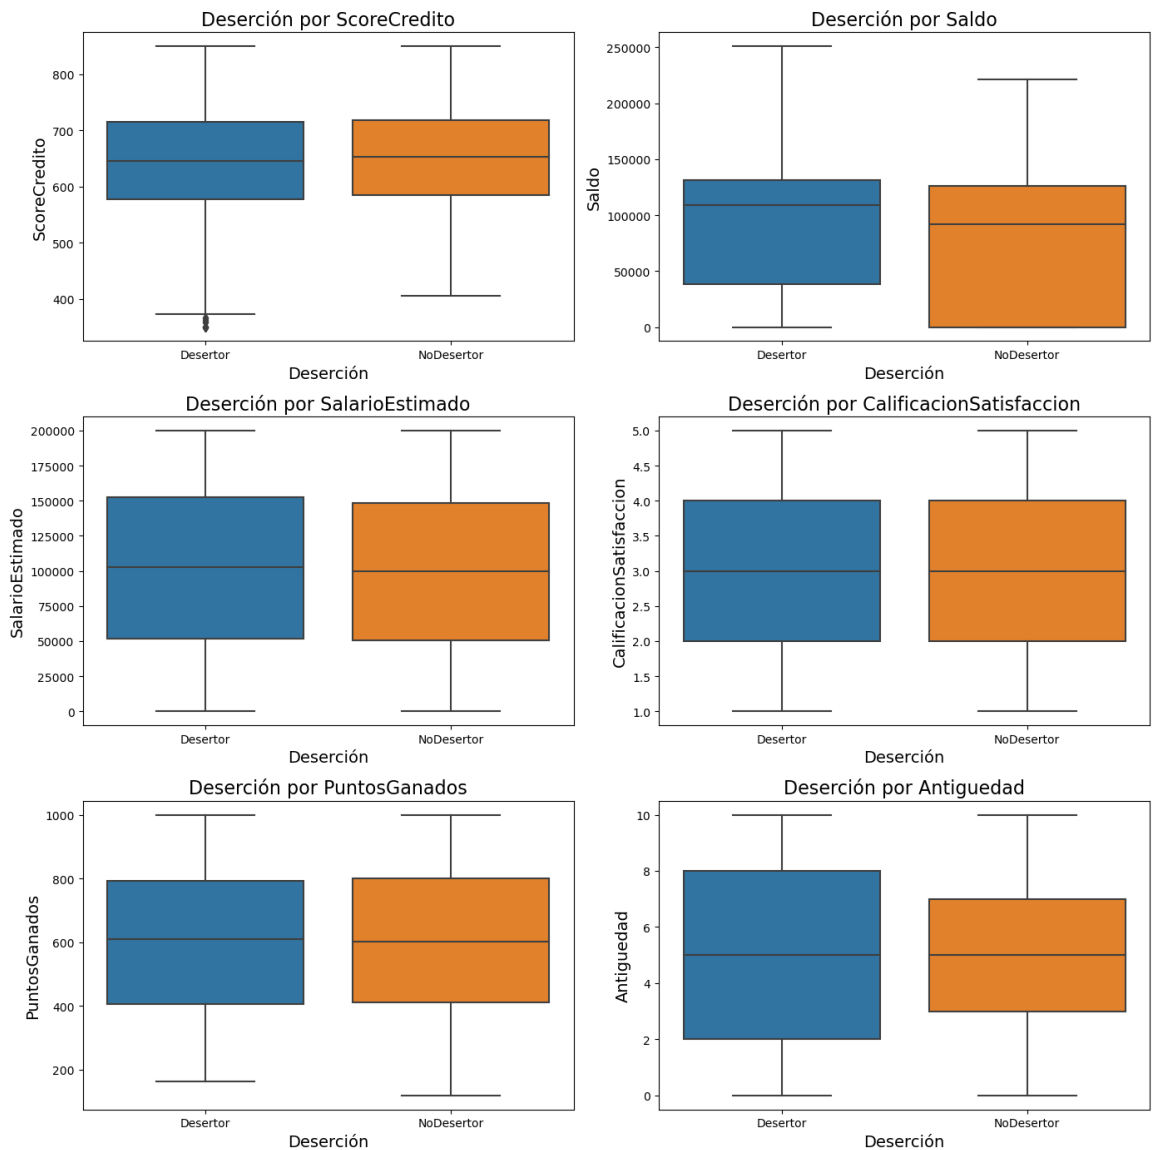 Deserción por ScoreCredito
ScoreCredito
800
700
600
500
400
Desertor
NoDesertor
Deserción
Deserción por Saldo
Saldo
250000
200000
150000
100000
50000
0
Desertor
NoDesertor
Deserción
Deserción por SalarioEstimado
SalarioEstimado
200000
175000
150000
125000
100000
75000
50000
25000
0
Desertor
NoDesertor
Deserción
Deserción por CalificacionSatisfaccion
CalificacionSatisfaccion
5.0
4.5
4.0
3.5
3.0
2.5
2.0
1.5
1.0
Desertor
NoDesertor
Deserción
Deserción por PuntosGanados
PuntosGanados
1000
800
600
400
200
Desertor
NoDesertor
Deserción
Deserción por Antiguedad
Antiguedad
10
8
6
4
2
0
Desertor
NoDesertor
Deserción